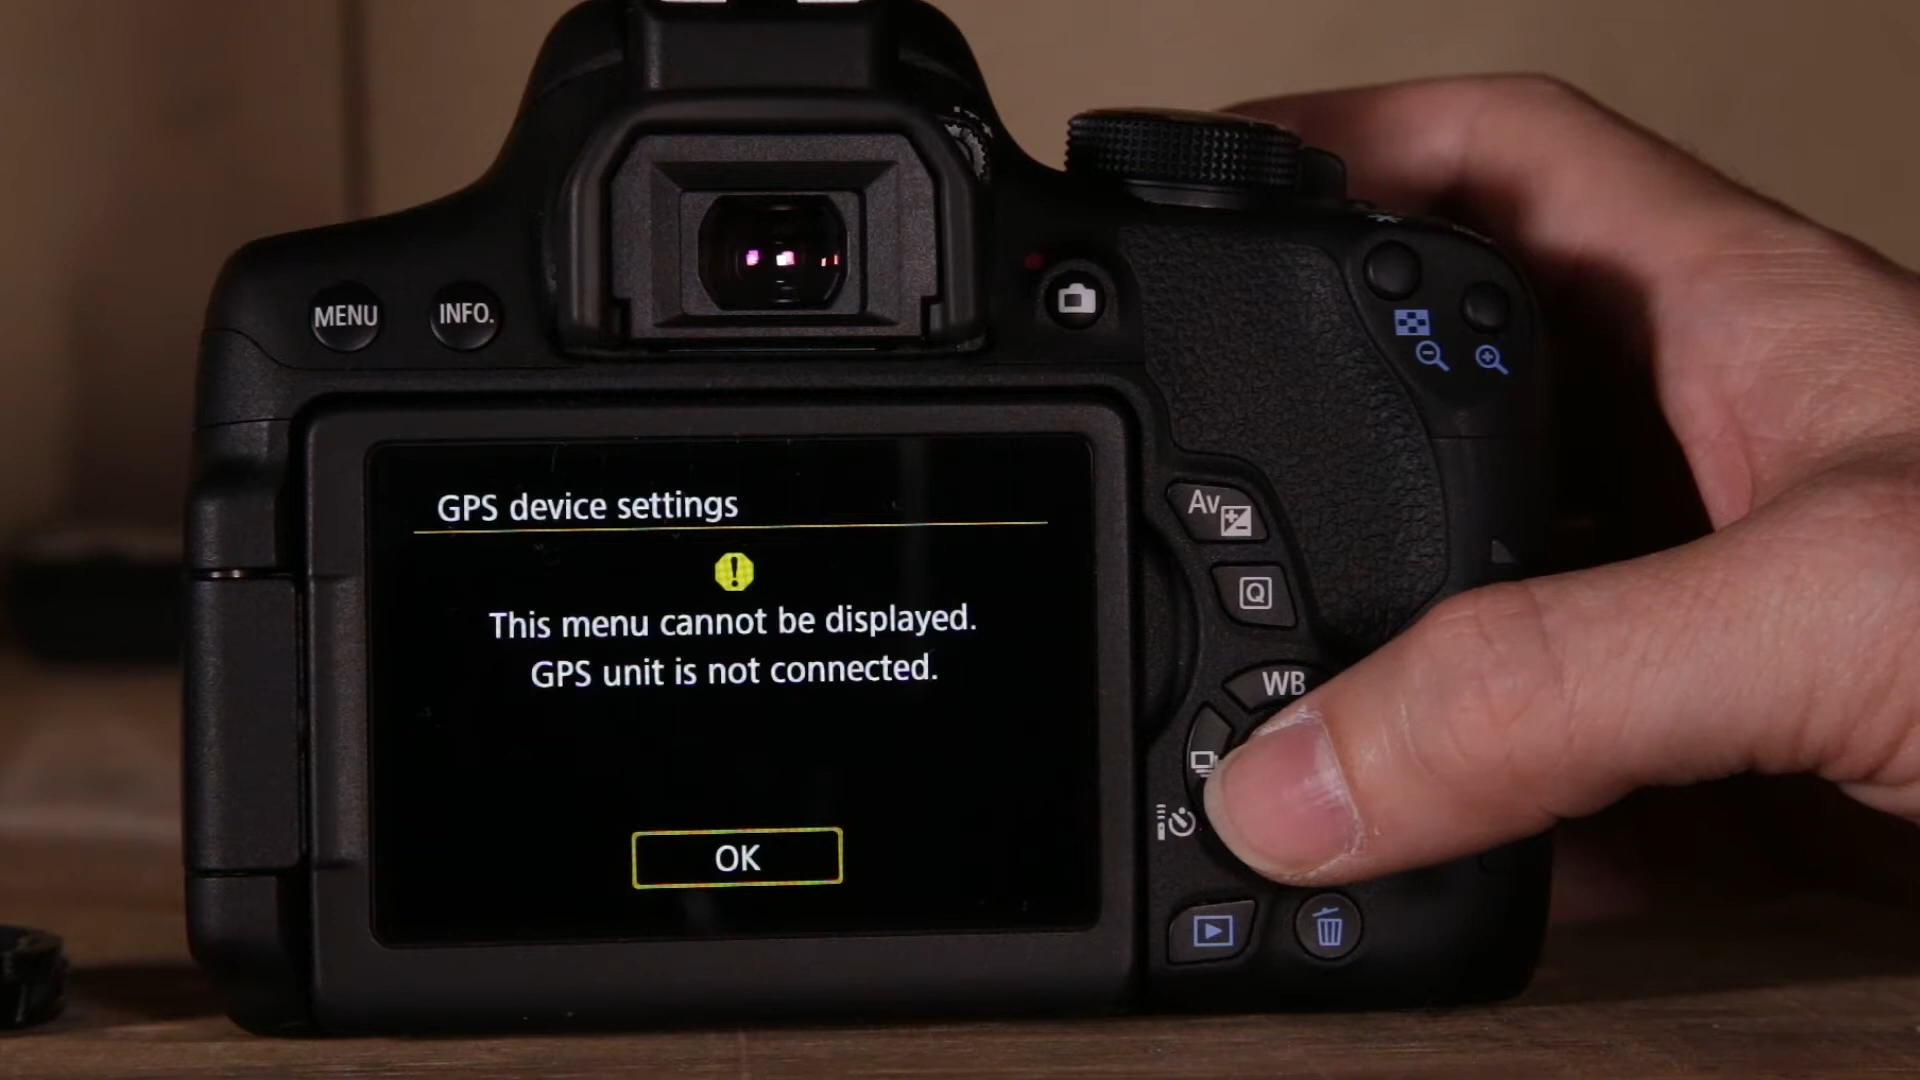 MENU
INFO.
GPS device settings
This menu cannot be displayed.
GPS unit is not connected.
OK
Av
Q
WB